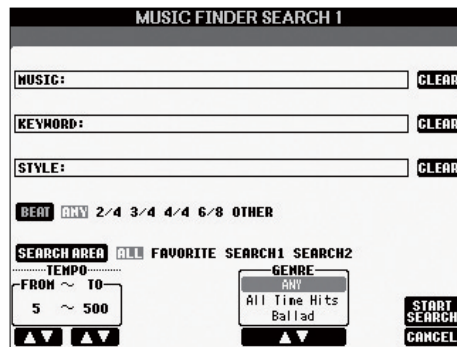 MUSIC FINDER SEARCH 1
MUSIC: CLEAR
KEYWORD: CLEAR
STYLE: CLEAR
BEAT ANY 2/4 3/4 4/4 6/8 OTHER
SEARCH AREA ALL FAVORITE SEARCH1 SEARCH2
TEMPO
FROM ~ TO
5 ~ 500
GENRE
ANY
All Time Hits
Ballad
START
SEARCH
CANCEL